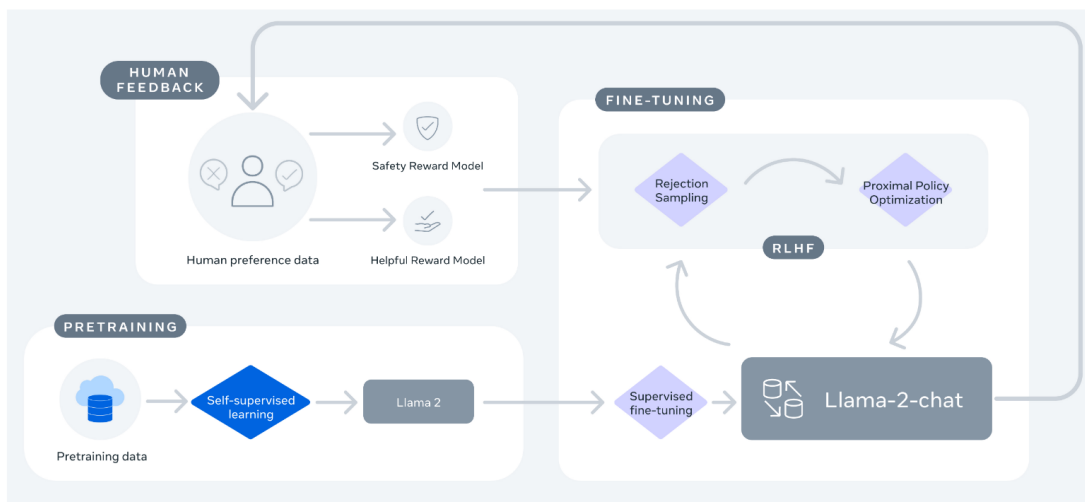 HUMAN
FEEDBACK
Safety Reward Model
Human preference data
Helpful Reward Model
FINE-TUNING
Rejection
Sampling
Proximal Policy
Optimization
RLHF
PRETRAINING
Pretraining data
Self-supervised
learning
Llama 2
Supervised
fine-tuning
Llama-2-chat